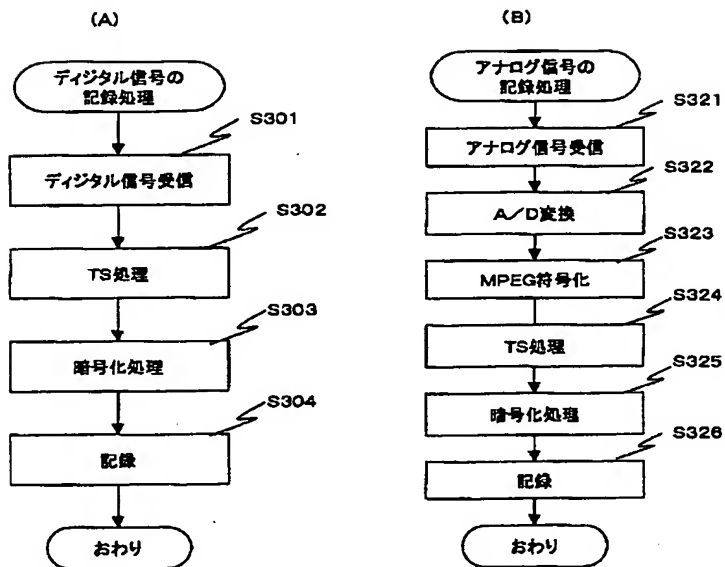 (A)
ディジタル信号の
記録処理
S301
ディジタル信号受信
S302
TS処理
S303
暗号化処理
S304
記録
おわり
(B)
アナログ信号の
記録処理
S321
アナログ信号受信
S322
A/D変換
S323
MPEG符号化
S324
TS処理
S325
暗号化処理
S326
記録
おわり